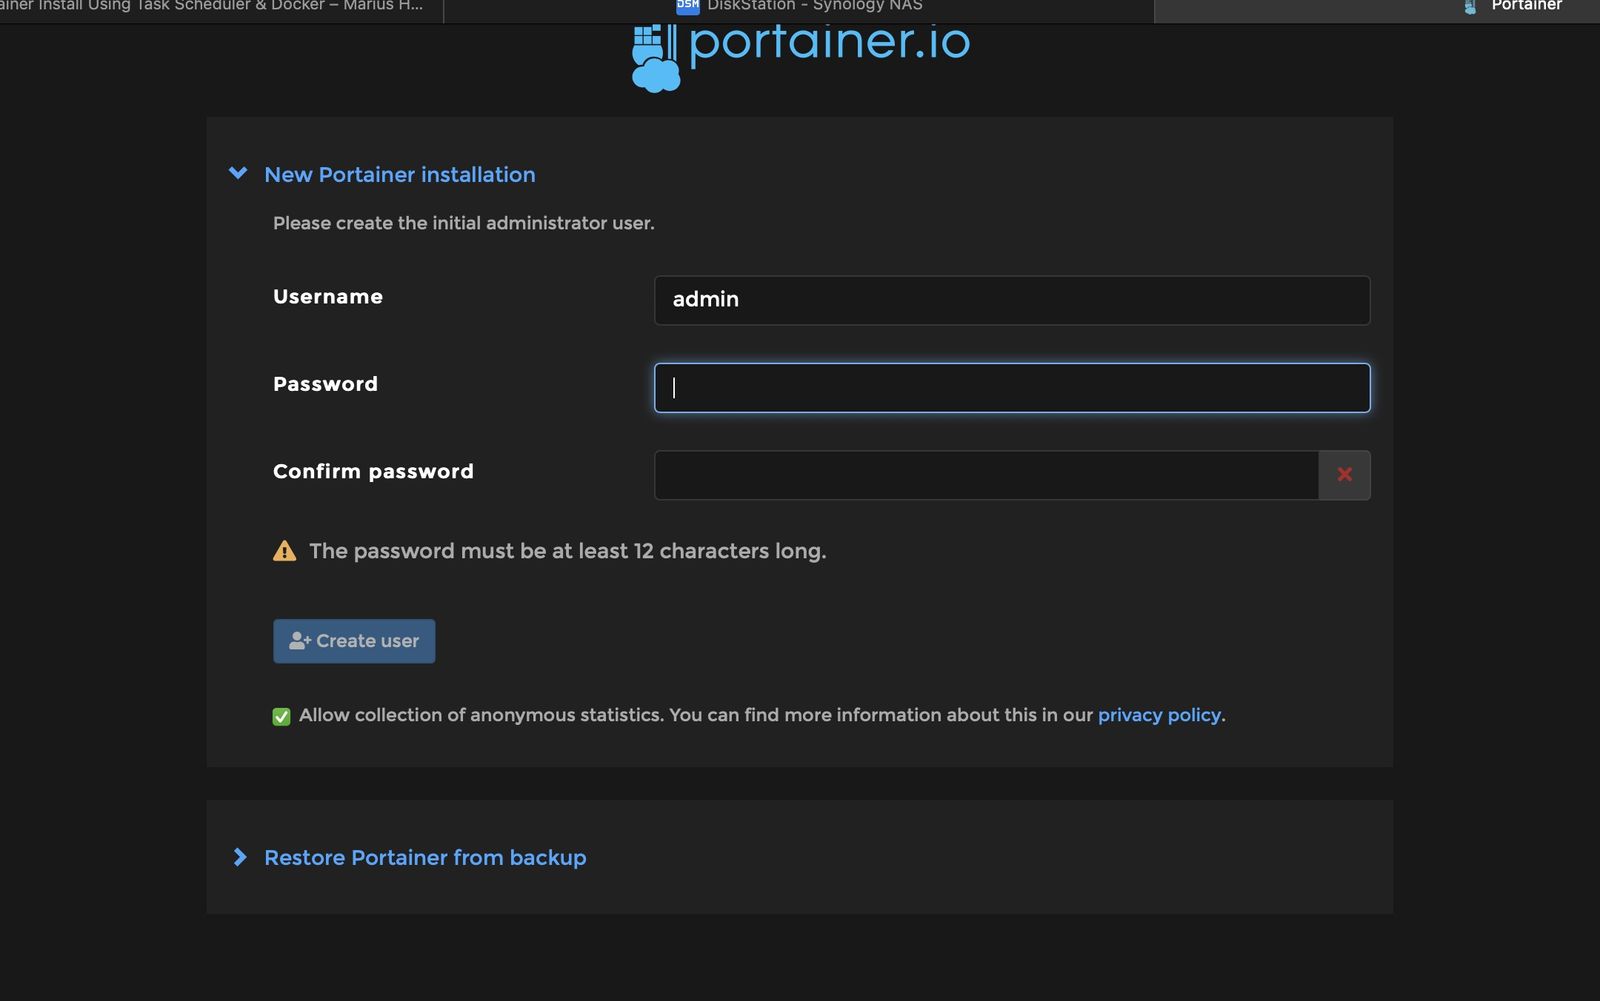 ainer Install Using Task Scheduler & Docker – Marius H...
DSM DiskStation - Synology NAS
Portainer
portainer.io
New Portainer installation
Please create the initial administrator user.
Username
admin
Password
Confirm password
The password must be at least 12 characters long.
Create user
Allow collection of anonymous statistics. You can find more information about this in our privacy policy.
Restore Portainer from backup